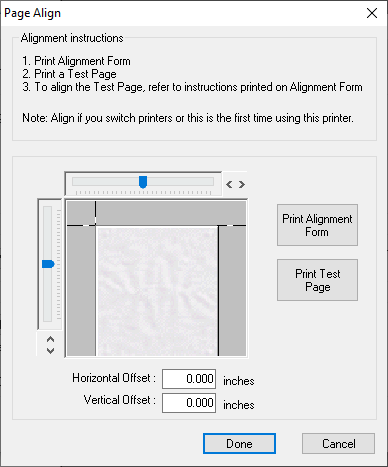 Page Align
Alignment instructions
1. Print Alignment Form
2. Print a Test Page
3. To align the Test Page, refer to instructions printed on Alignment Form
Note: Align if you switch printers or this is the first time using this printer.
Print Alignment
Form
Print Test
Page
Horizontal Offset : 0.000 inches
Vertical Offset : 0.000 inches
Done Cancel